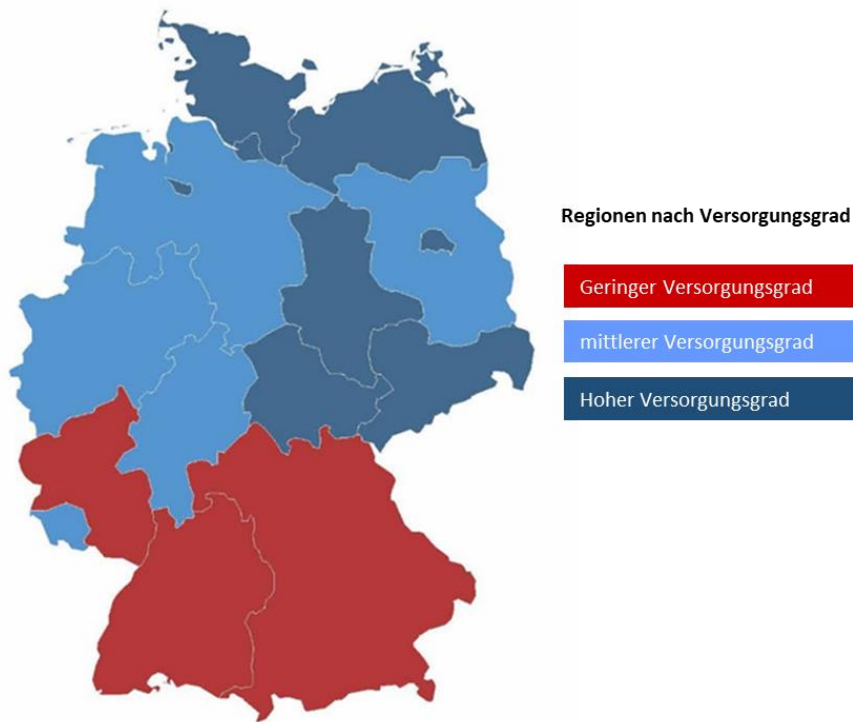 Regionen nach Versorgungsgrad
Geringer Versorgungsgrad
mittlerer Versorgungsgrad
Hoher Versorgungsgrad